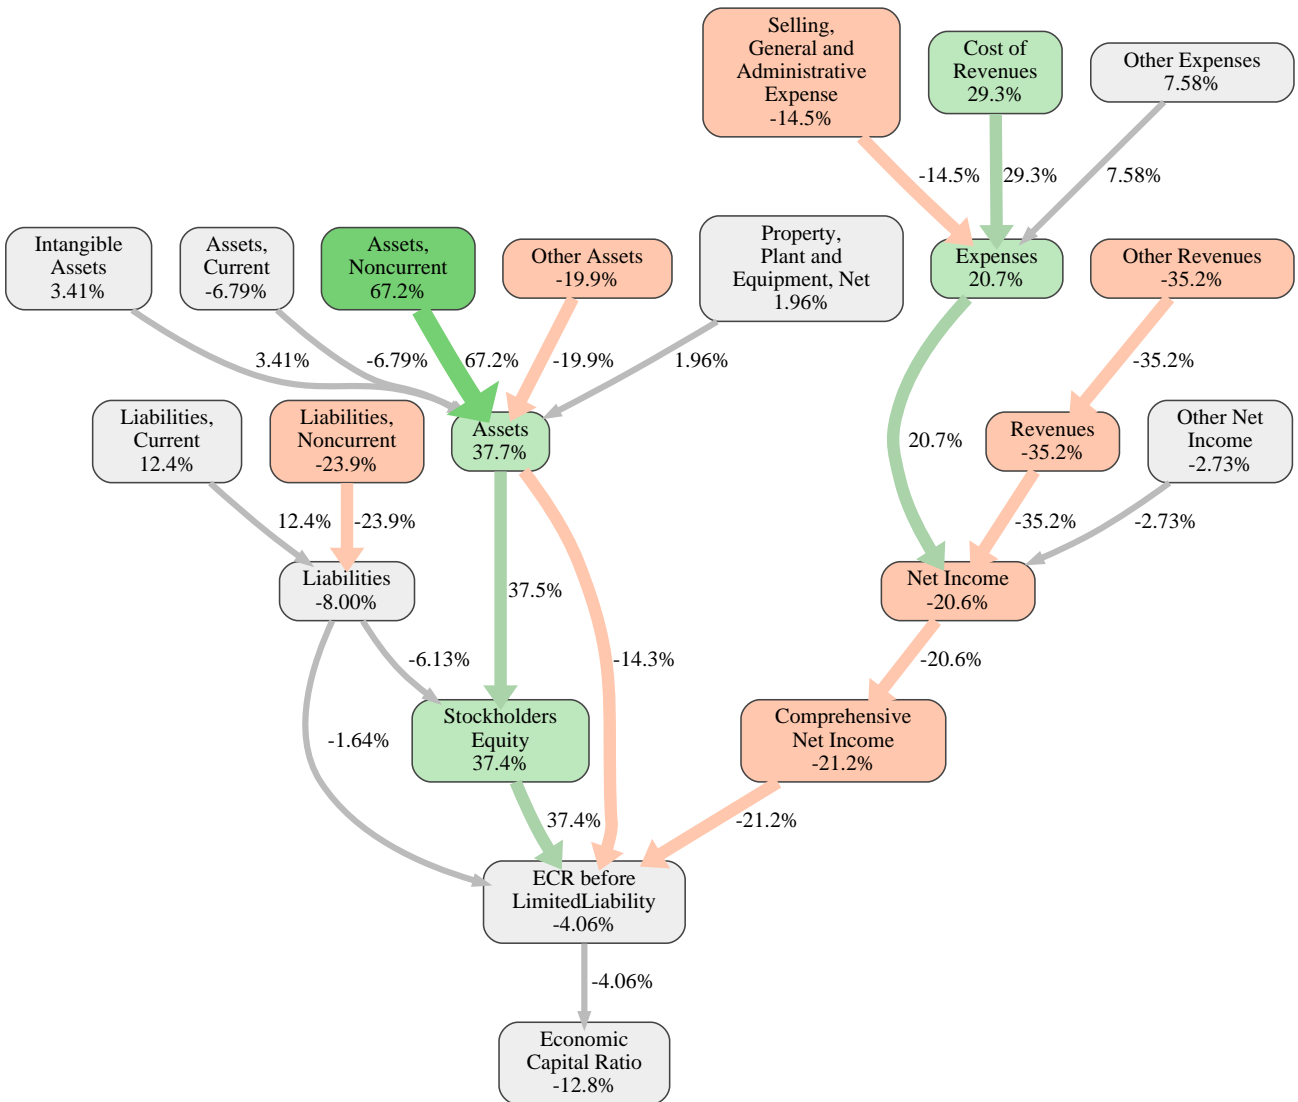 Selling,
General and
Administrative
Expense
-14.5%
Cost of
Revenues
29.3%
Other Expenses
7.58%
-14.5%
29.3%
7.58%
Intangible
Assets
3.41%
Assets,
Current
-6.79%
Assets,
Noncurrent
67.2%
Other Assets
-19.9%
Property,
Plant and
Equipment, Net
1.96%
Expenses
20.7%
Other Revenues
-35.2%
3.41%
-6.79%
67.2%
-19.9%
1.96%
-35.2%
Liabilities,
Current
12.4%
Liabilities,
Noncurrent
-23.9%
Assets
37.7%
20.7%
Revenues
-35.2%
Other Net
Income
-2.73%
12.4%
-23.9%
-35.2%
-2.73%
Liabilities
-8.00%
37.5%
Net Income
-20.6%
-6.13%
-14.3%
-20.6%
-1.64%
Stockholders
Equity
37.4%
Comprehensive
Net Income
-21.2%
37.4%
-21.2%
ECR before
LimitedLiability
-4.06%
-4.06%
Economic
Capital Ratio
-12.8%